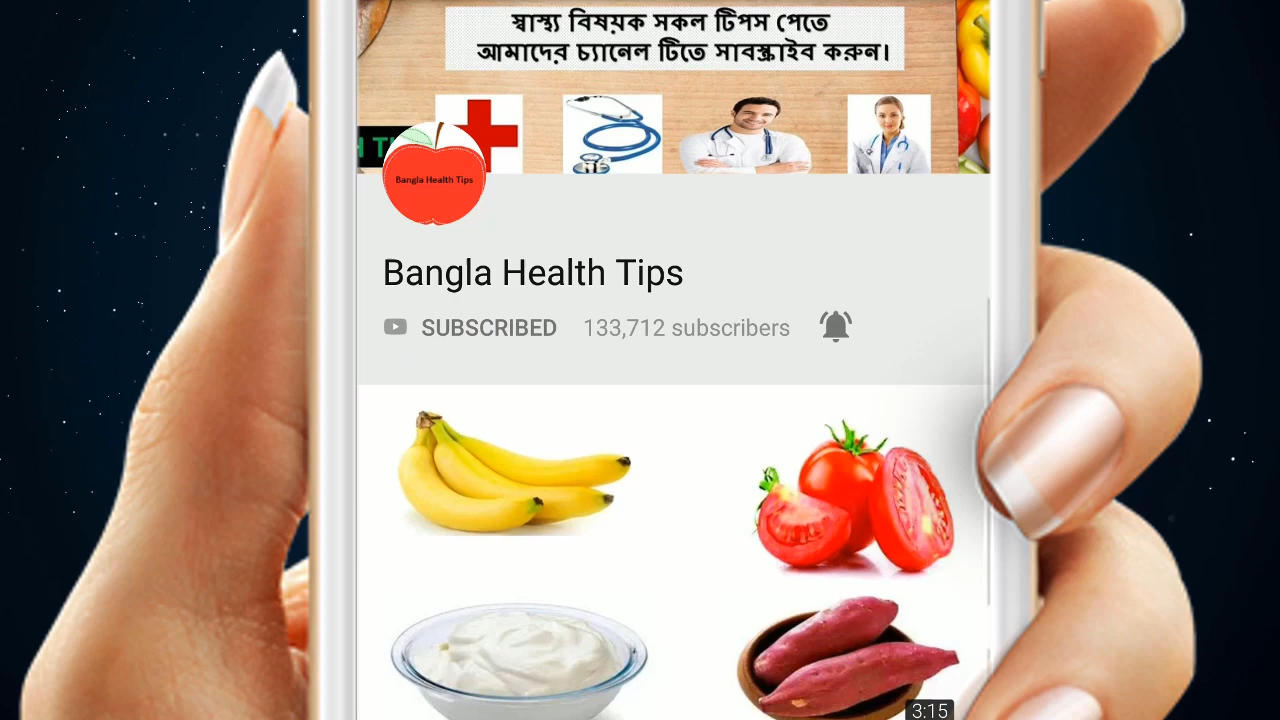 স্বাস্থ্য বিষয়ক সকল টিপস পেতে
আমাদের চ্যানেল টিতে সাবস্ক্রাইব করুন।
H T
Bangla Health Tips
Bangla Health Tips
SUBSCRIBED 133,712 subscribers
3:15